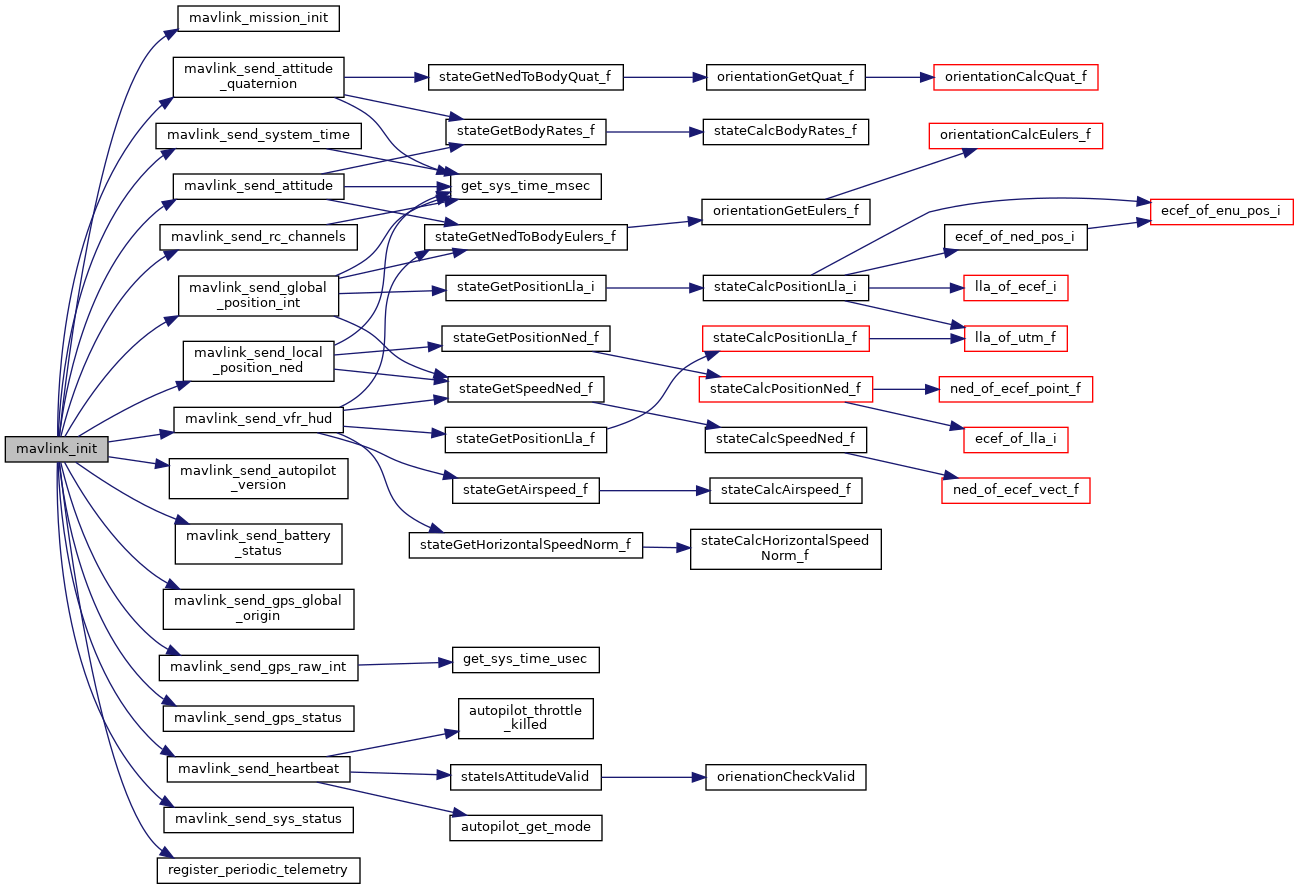 mavlink_init
mavlink_mission_init
mavlink_send_attitude
_quaternion
mavlink_send_system_time
mavlink_send_attitude
mavlink_send_rc_channels
mavlink_send_global
_position_int
mavlink_send_local
_position_ned
mavlink_send_vfr_hud
mavlink_send_autopilot
_version
mavlink_send_battery
_status
mavlink_send_gps_global
_origin
mavlink_send_gps_raw_int
mavlink_send_gps_status
mavlink_send_heartbeat
mavlink_send_sys_status
register_periodic_telemetry
stateGetNedToBodyQuat_f
stateGetBodyRates_f
get_sys_time_msec
stateGetNedToBodyEulers_f
stateGetPositionLla_i
stateGetPositionNed_f
stateGetSpeedNed_f
stateGetPositionLla_f
stateGetAirspeed_f
stateGetHorizontalSpeedNorm_f
get_sys_time_usec
autopilot_throttle
_killed
stateIsAttitudeValid
autopilot_get_mode
orientationGetQuat_f
stateCalcBodyRates_f
orientationGetEulers_f
stateCalcPositionLla_i
stateCalcPositionLla_f
stateCalcPositionNed_f
stateCalcSpeedNed_f
stateCalcAirspeed_f
stateCalcHorizontalSpeed
Norm_f
orienationCheckValid
orientationCalcQuat_f
orientationCalcEulers_f
ecef_of_ned_pos_i
lla_of_ecef_i
lla_of_utm_f
ned_of_ecef_point_f
ecef_of_lla_i
ned_of_ecef_vect_f
ecef_of_enu_pos_i